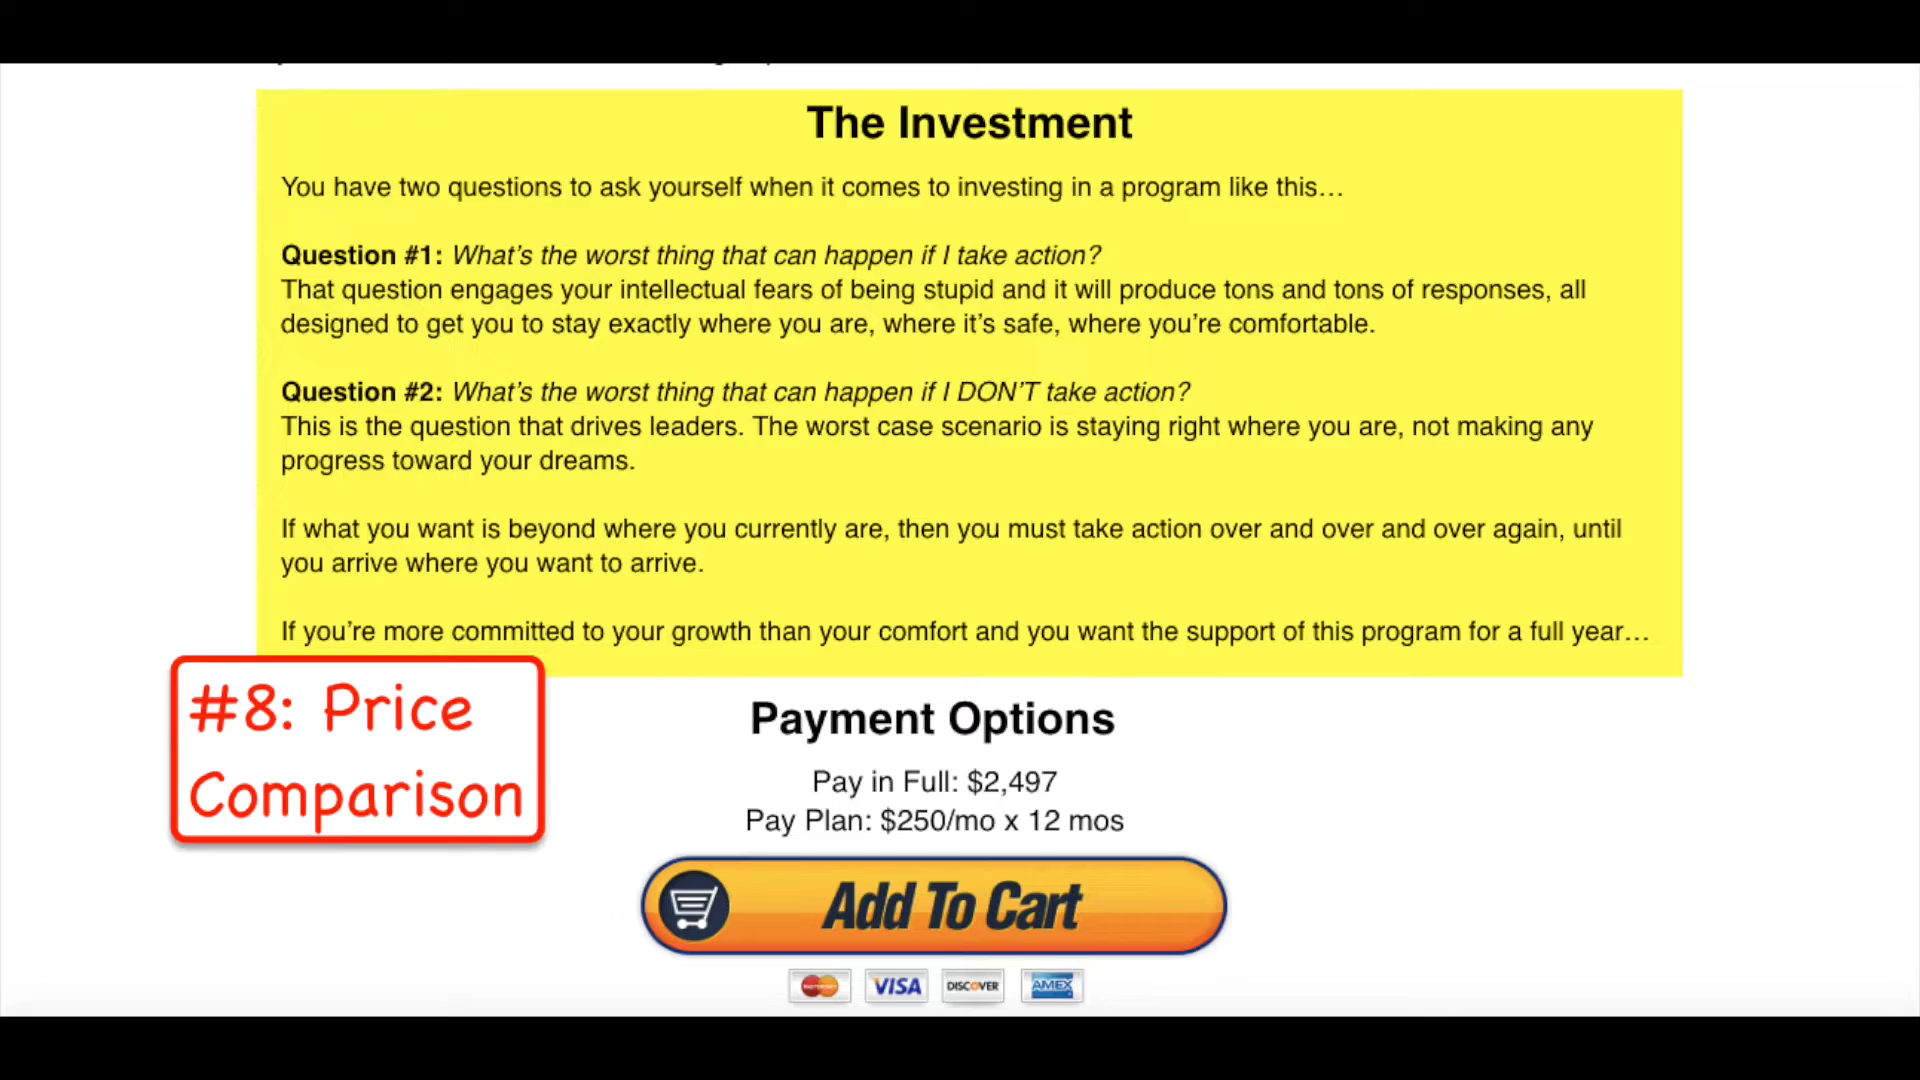 The Investment
You have two questions to ask yourself when it comes to investing in a program like this…
Question #1: What's the worst thing that can happen if I take action?
That question engages your intellectual fears of being stupid and it will produce tons and tons of responses, all
designed to get you to stay exactly where you are, where it's safe, where you're comfortable.
Question #2: What's the worst thing that can happen if I DON'T take action?
This is the question that drives leaders. The worst case scenario is staying right where you are, not making any
progress toward your dreams.
If what you want is beyond where you currently are, then you must take action over and over and over again, until
you arrive where you want to arrive.
If you're more committed to your growth than your comfort and you want the support of this program for a full year…
#8: Price
Comparison
Payment Options
Pay in Full: $2,497
Pay Plan: $250/mo x 12 mos
Add To Cart
VISA DISCOVER AMEX